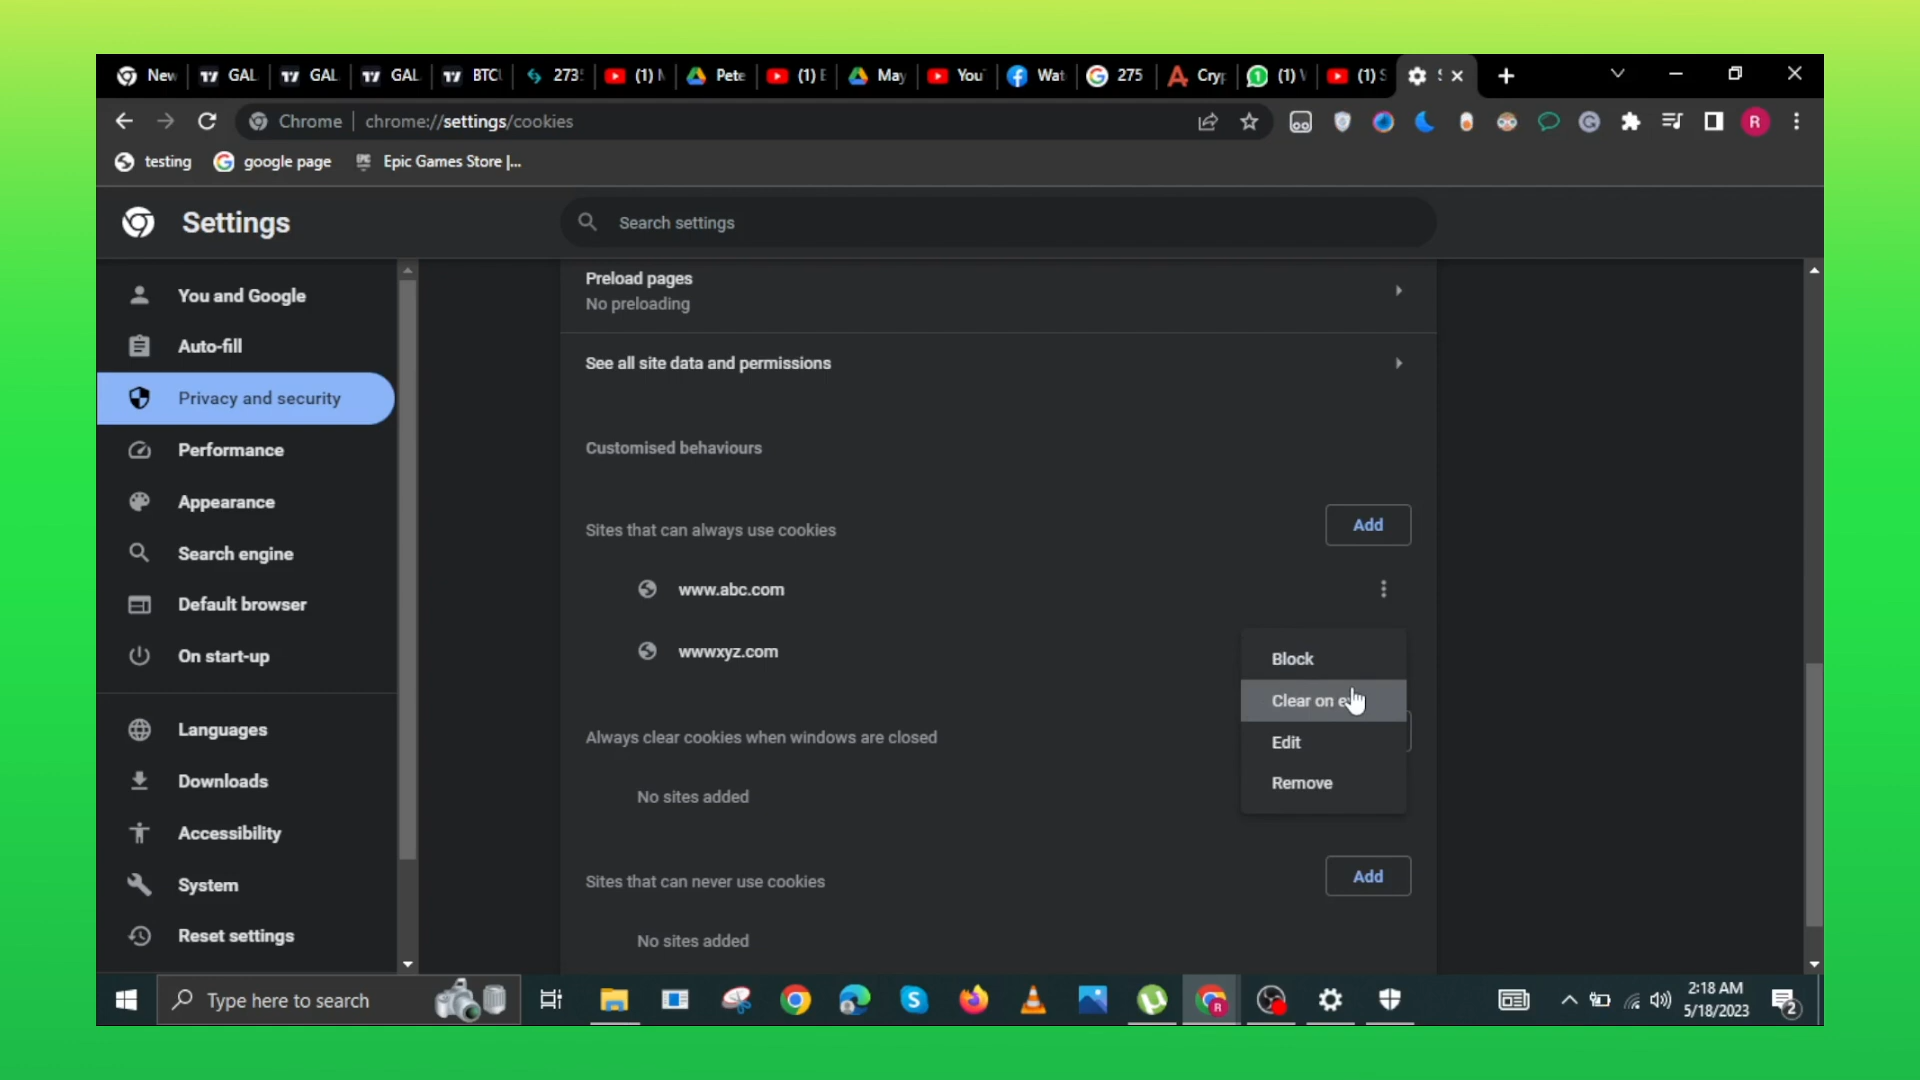 New GAL GAL GAL BTC 273 (1) Pete (1) E May You Wat 275 Cryp (1) (1) S
Chrome | chrome://settings/cookies R
testing google page Epic Games Store |...
Settings Search settings
You and Google
Auto-fill
Privacy and security
Performance
Appearance
Search engine
Default browser
On start-up
Languages
Downloads
Accessibility
System
Reset settings
Preload pages
No preloading
See all site data and permissions
Customised behaviours
Sites that can always use cookies Add
www.abc.com
wwwxyz.com
Block
Clear on
Edit
Remove
Always clear cookies when windows are closed
No sites added
Sites that can never use cookies Add
No sites added
Type here to search
2:18 AM
5/18/2023
2